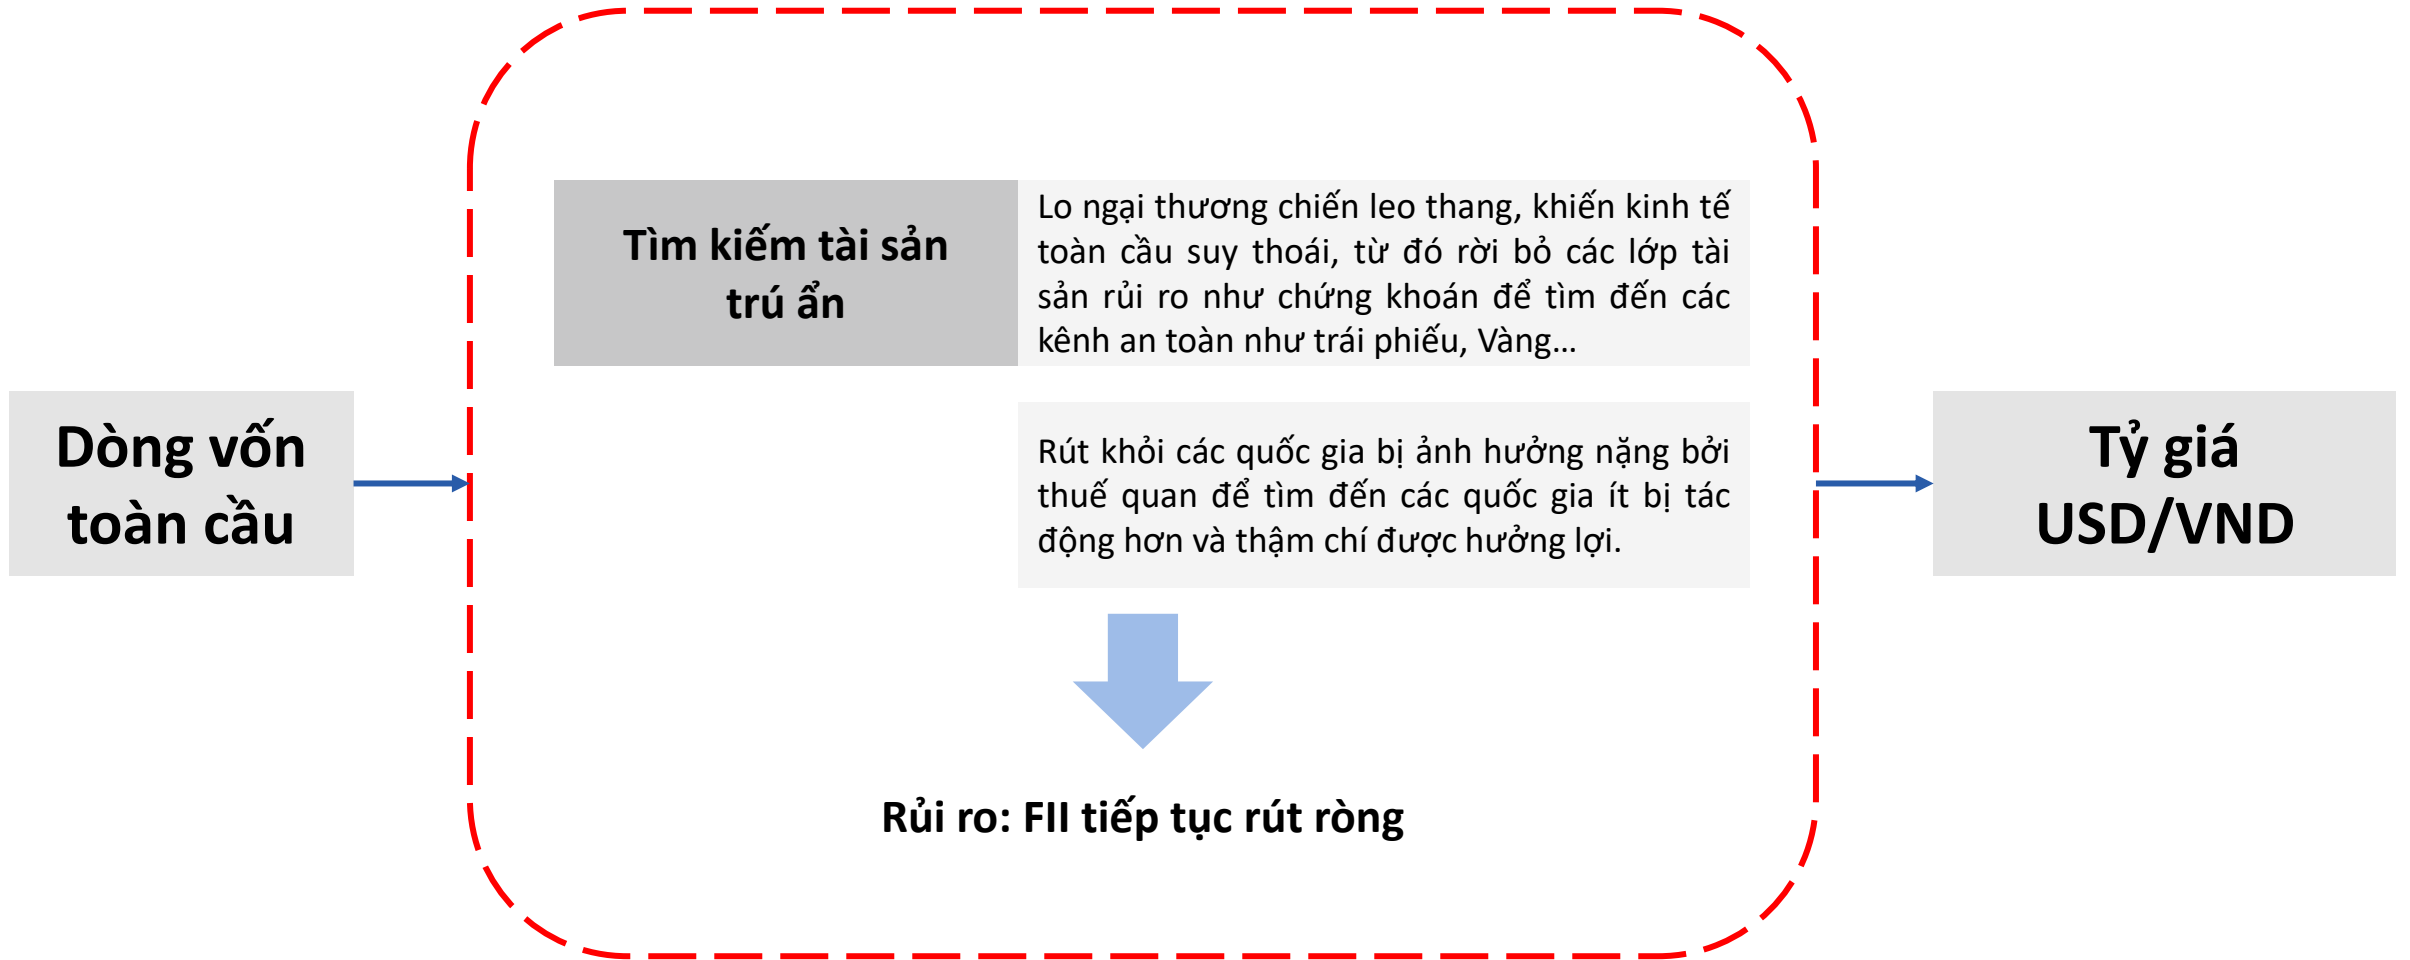 Dòng vốn
toàn cầu
Tìm kiếm tài sản
trú ẩn
Lo ngại thương chiến leo thang, khiến kinh tế
toàn cầu suy thoái, từ đó rời bỏ các lớp tài
sản rủi ro như chứng khoán để tìm đến các
kênh an toàn như trái phiếu, Vàng...
Rút khỏi các quốc gia bị ảnh hưởng nặng bởi
thuế quan để tìm đến các quốc gia ít bị tác
động hơn và thậm chí được hưởng lợi.
Rủi ro: FII tiếp tục rút ròng
Tỷ giá
USD/VND